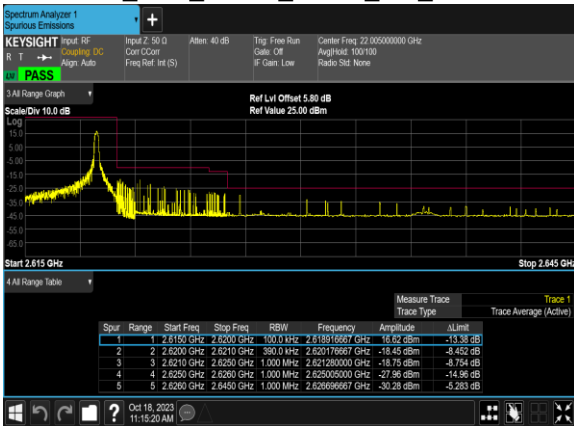 Spectrum Analyzer 1
Spurious Emissions
KEYSIGHT Input: RF
R T Coupling: DC
Align: Auto
Input Z: 50 Ω
Corr CCorr
Freq Ref: Int (S)
Atten: 40 dB
Trig: Free Run
Gate: Off
IF Gain: Low
Center Freq: 22.005000000 GHz
Avg|Hold: 100/100
Radio Std: None
PASS
3 All Range Graph
Scale/Div 10.0 dB
Ref Lvl Offset 5.80 dB
Ref Value 25.00 dBm
Log
15.0
5.00
-5.00
-15.0
-25.0
-35.0
-45.0
-55.0
-65.0
Start 2.615 GHz
Stop 2.645 GHz
4 All Range Table
Measure Trace Trace 1
Trace Type Trace Average (Active)
Spur Range Start Freq Stop Freq RBW Frequency Amplitude ΔLimit
1 1 2.6150 GHz 2.6200 GHz 100.0 kHz 2.618916667 GHz 16.62 dBm -13.38 dB
2 2 2.6200 GHz 2.6210 GHz 390.0 kHz 2.620176667 GHz -18.45 dBm -8.452 dB
3 3 2.6210 GHz 2.6250 GHz 1.000 MHz 2.621280000 GHz -18.75 dBm -8.754 dB
4 4 2.6250 GHz 2.6260 GHz 1.000 MHz 2.625005000 GHz -27.96 dBm -14.96 dB
5 5 2.6260 GHz 2.6450 GHz 1.000 MHz 2.626696667 GHz -30.28 dBm -5.283 dB
Oct 18, 2023
11:15:20 AM